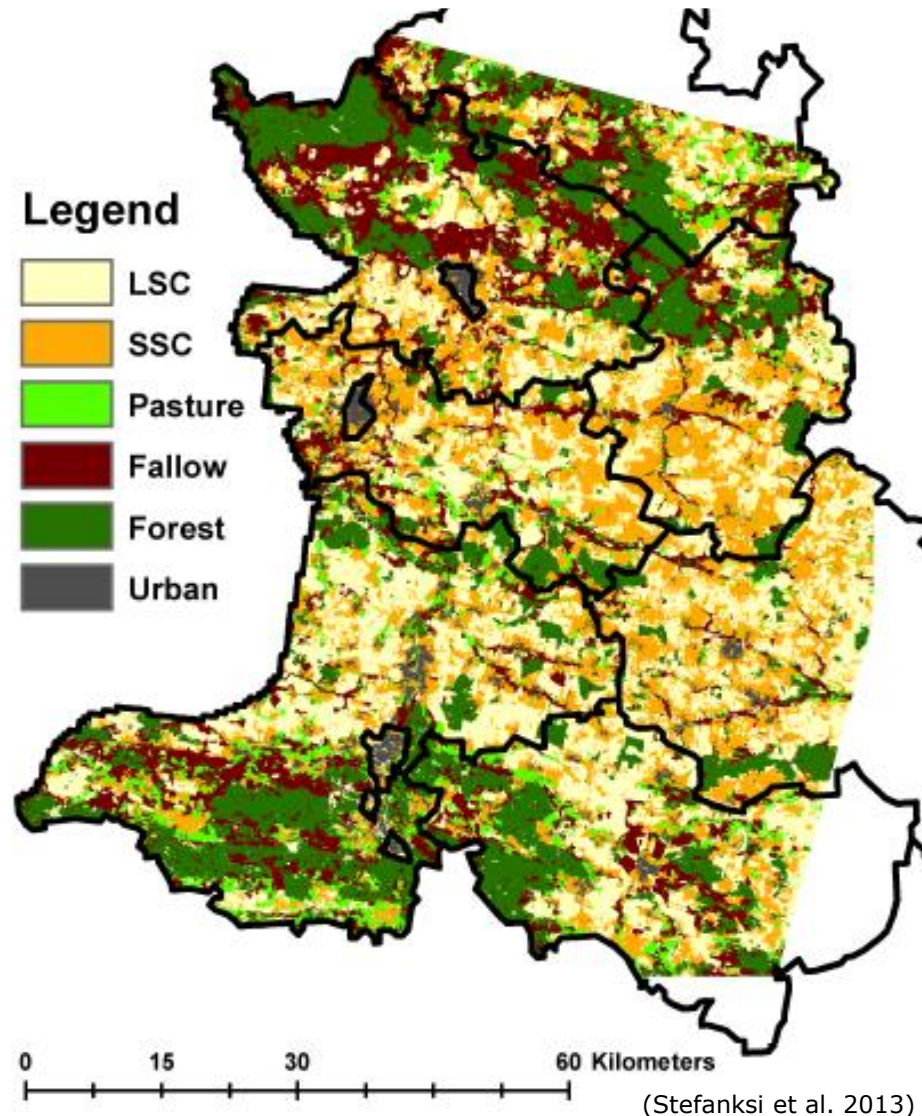 Legend
LSC
SSC
Pasture
Fallow
Forest
Urban
0 15 30 60 Kilometers
(Stefanksi et al. 2013)